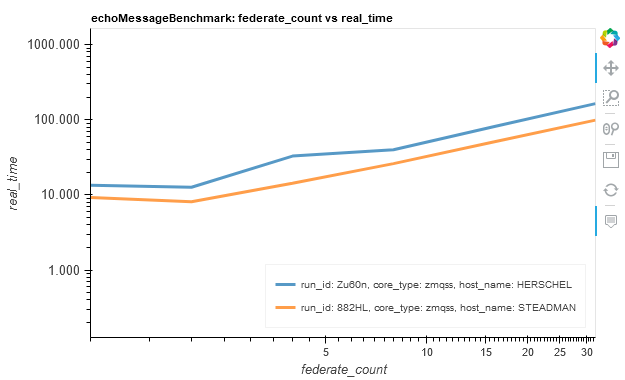 echoMessageBenchmark: federate_count vs real_time
1000.000
100.000
10.000
1.000
real_time
run_id: Zu60n, core_type: zmqss, host_name: HERSCHEL
run_id: 882HL, core_type: zmqss, host_name: STEADMAN
5 10 15 20 25 30
federate_count